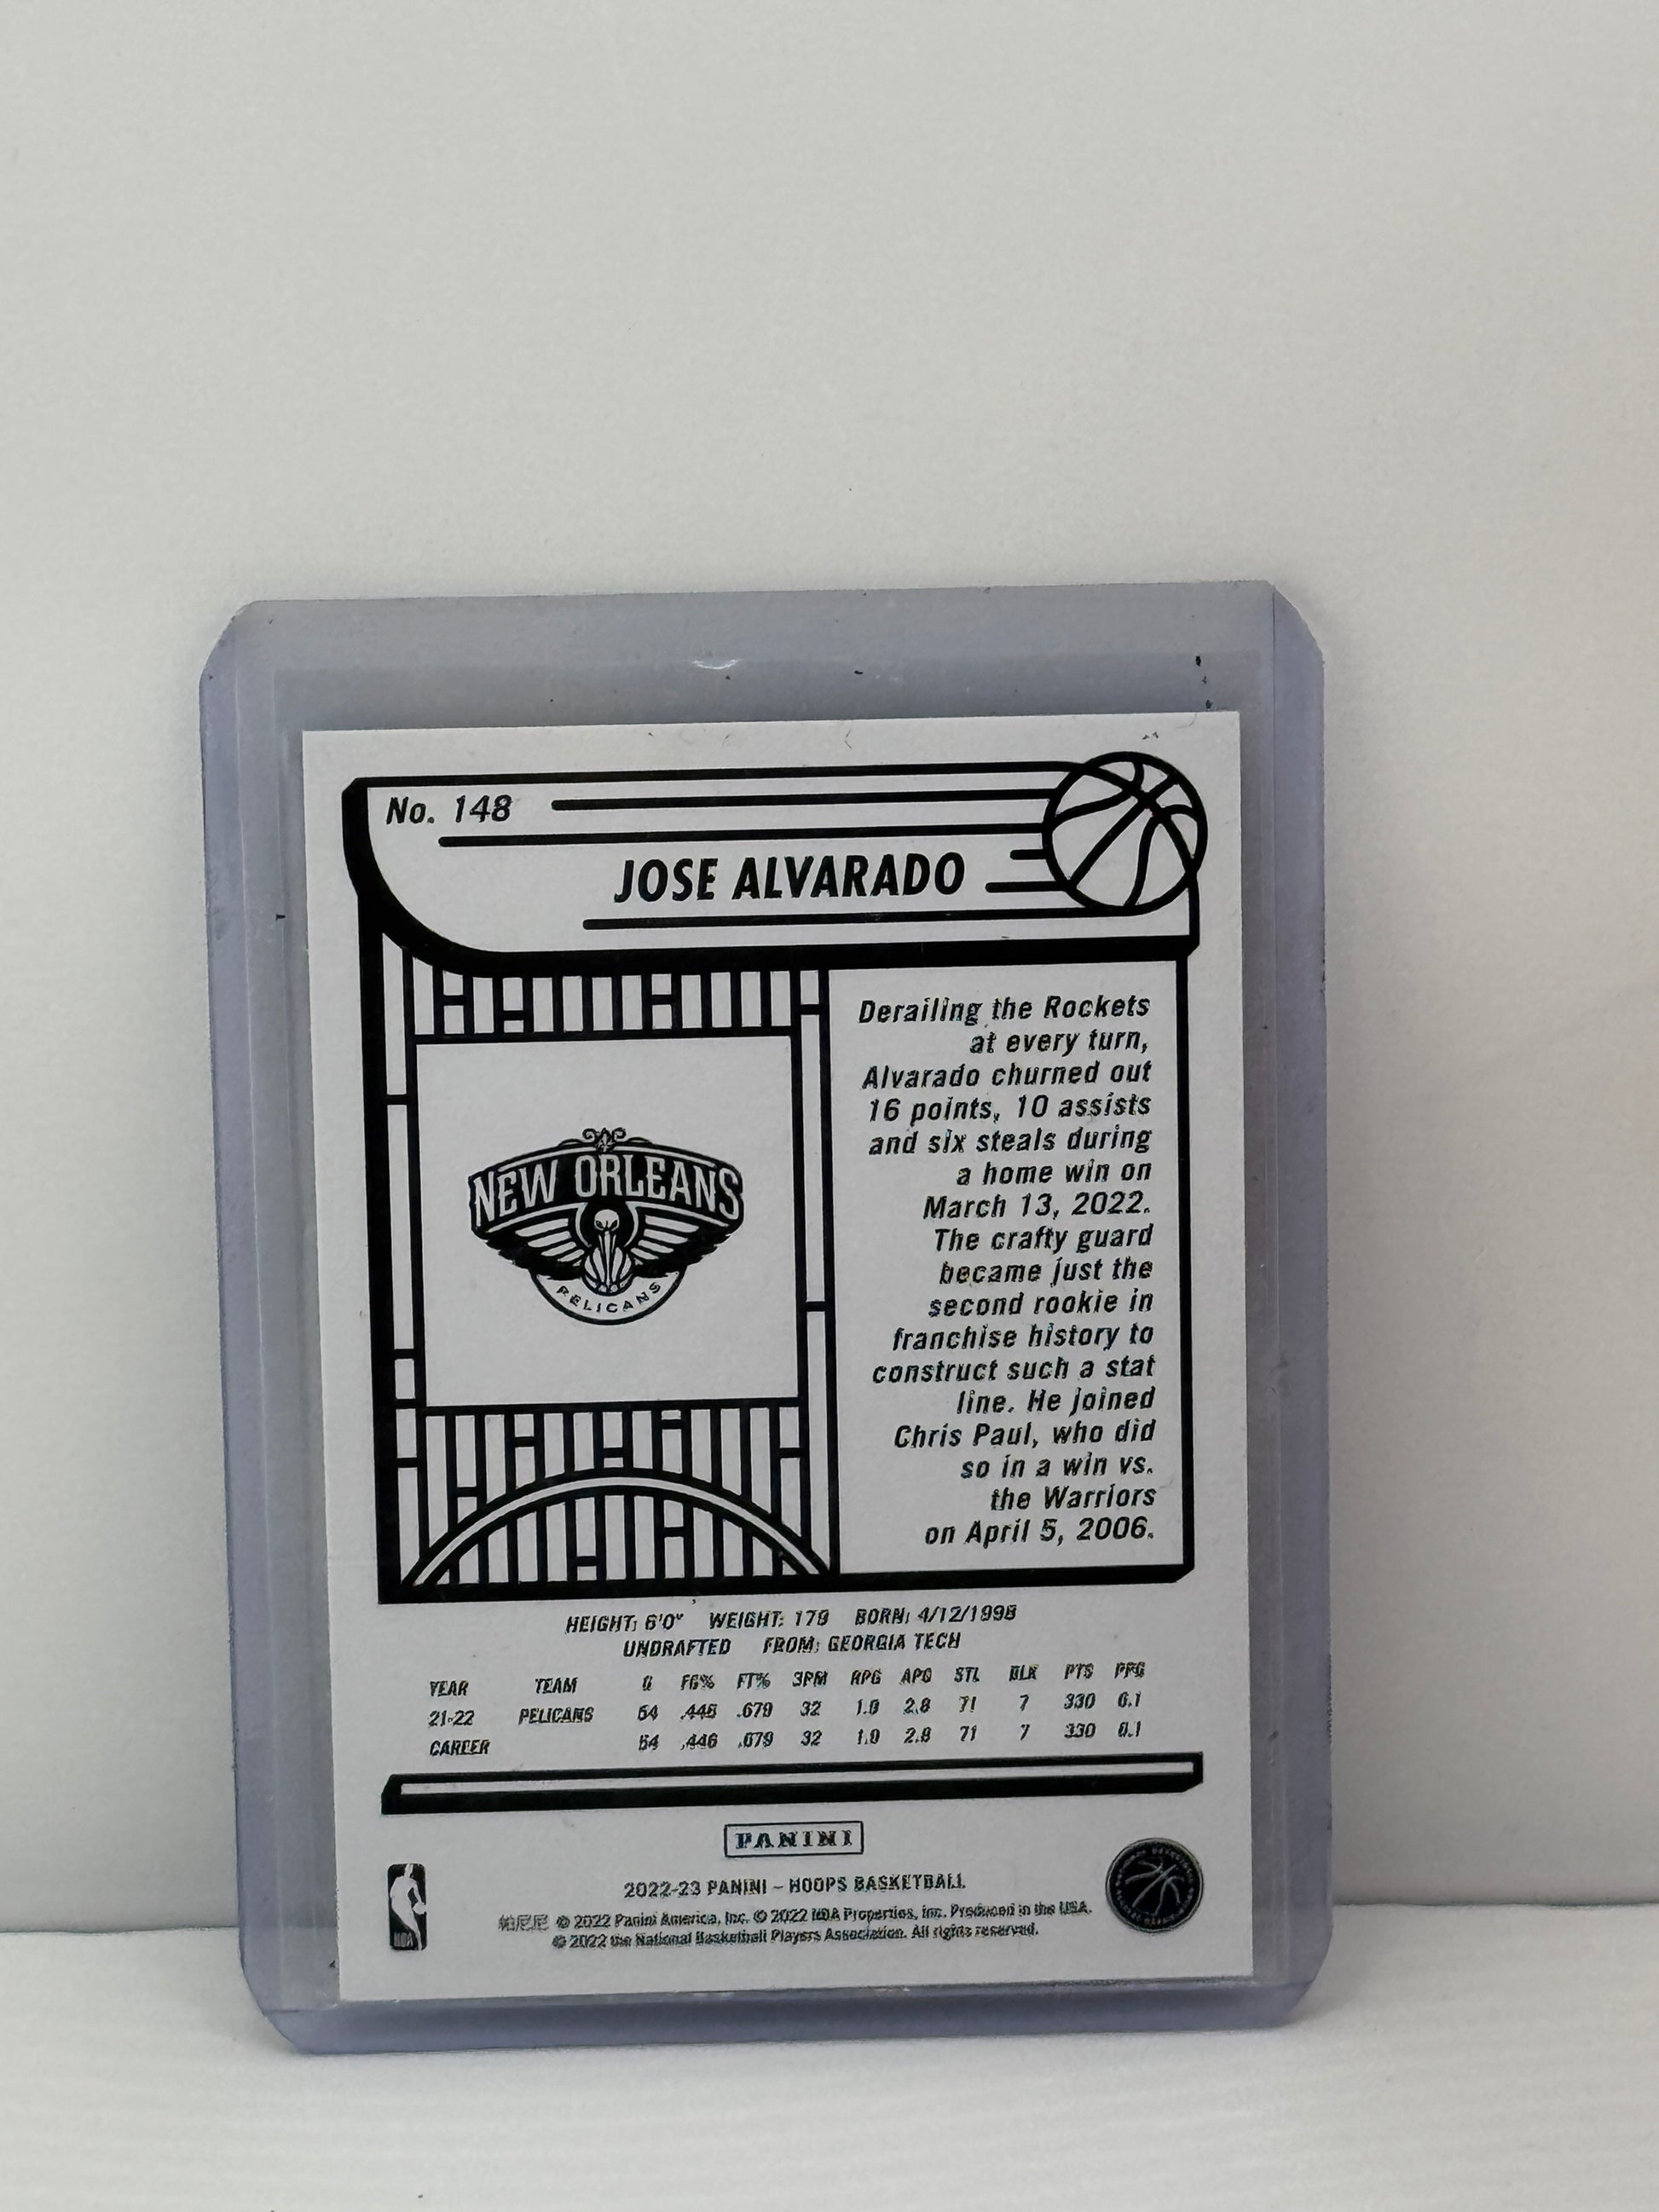 No. 148
JOSE ALVARADO
Derailing the Rockets
at every turn,
Alvarado churned out
16 points, 10 assists
and six steals during
a home win on
March 13, 2022.
The crafty guard
became just the
second rookie in
franchise history to
construct such a stat
line. He joined
Chris Paul, who did
so in a win vs.
the Warriors
on April 5, 2006.
NEW ORLEANS
PELICANS
HEIGHT: 6'0" WEIGHT: 179 BORN: 4/12/1998
UNDRAFTED FROM: GEORGIA TECH
YEAR TEAM G FG% FT% 3PM RPG APG STL BLK PTS PPG
21-22 PELICANS 54 .446 .679 32 1.9 2.8 71 7 330 6.1
CAREER 54 .446 .679 32 1.9 2.8 71 7 330 6.1
PANINI
2022-23 PANINI – HOOPS BASKETBALL
帕尼尼 © 2022 Panini America, Inc. © 2022 NBA Properties, Inc. Produced in the USA.
© 2022 the National Basketball Players Association. All rights reserved.
NBA